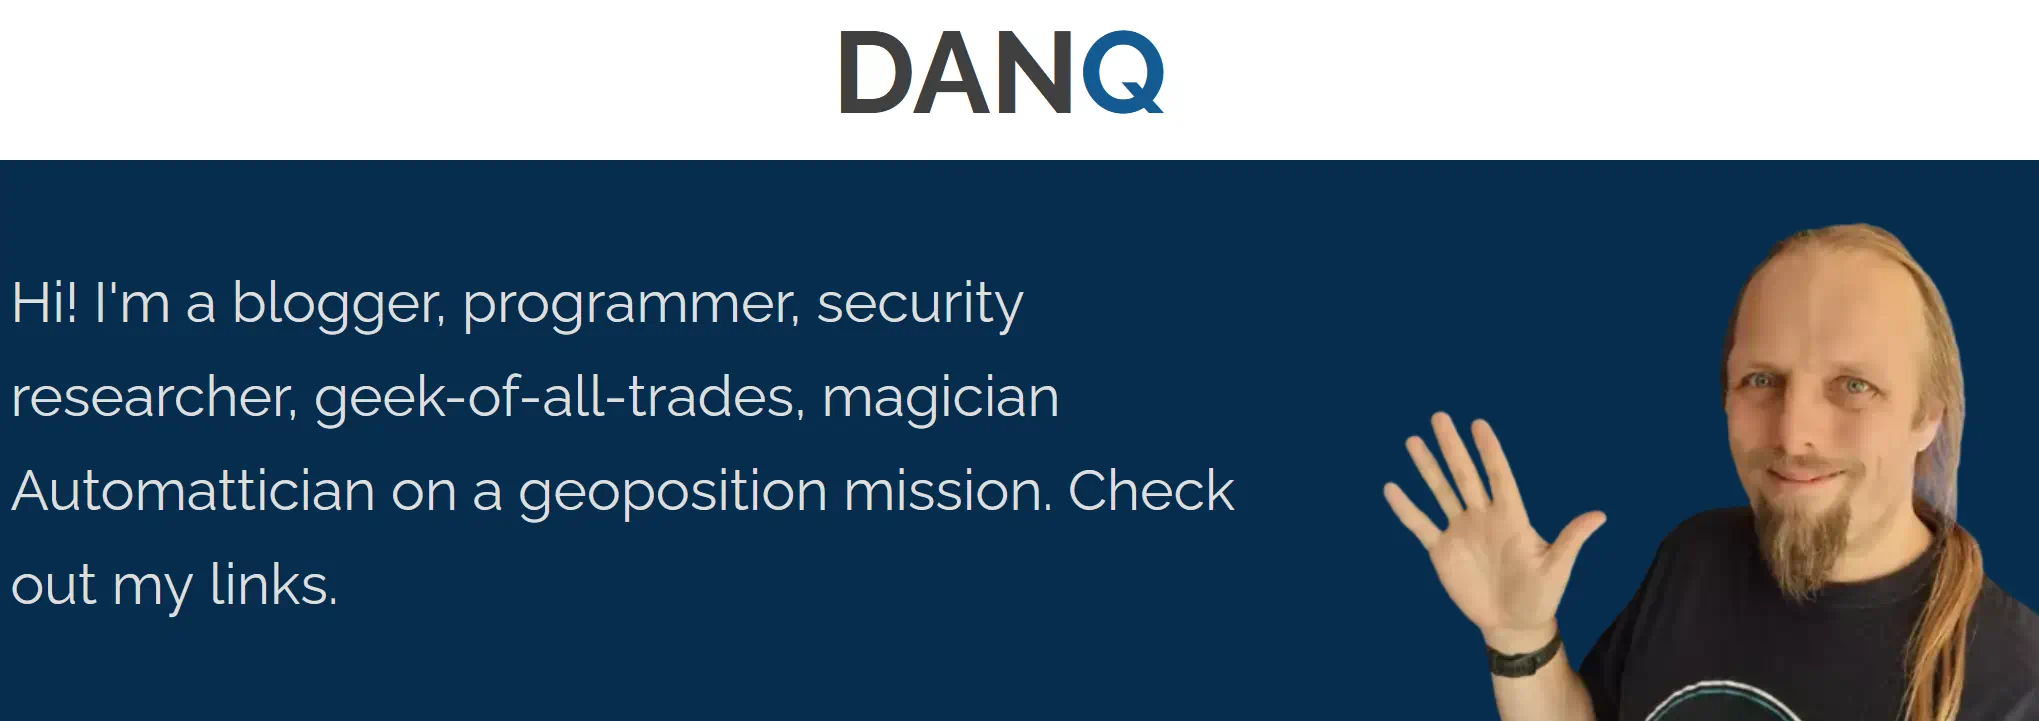 DANQ
Hi! I'm a blogger, programmer, security
researcher, geek-of-all-trades, magician
Automattician on a geoposition mission. Check
out my links.